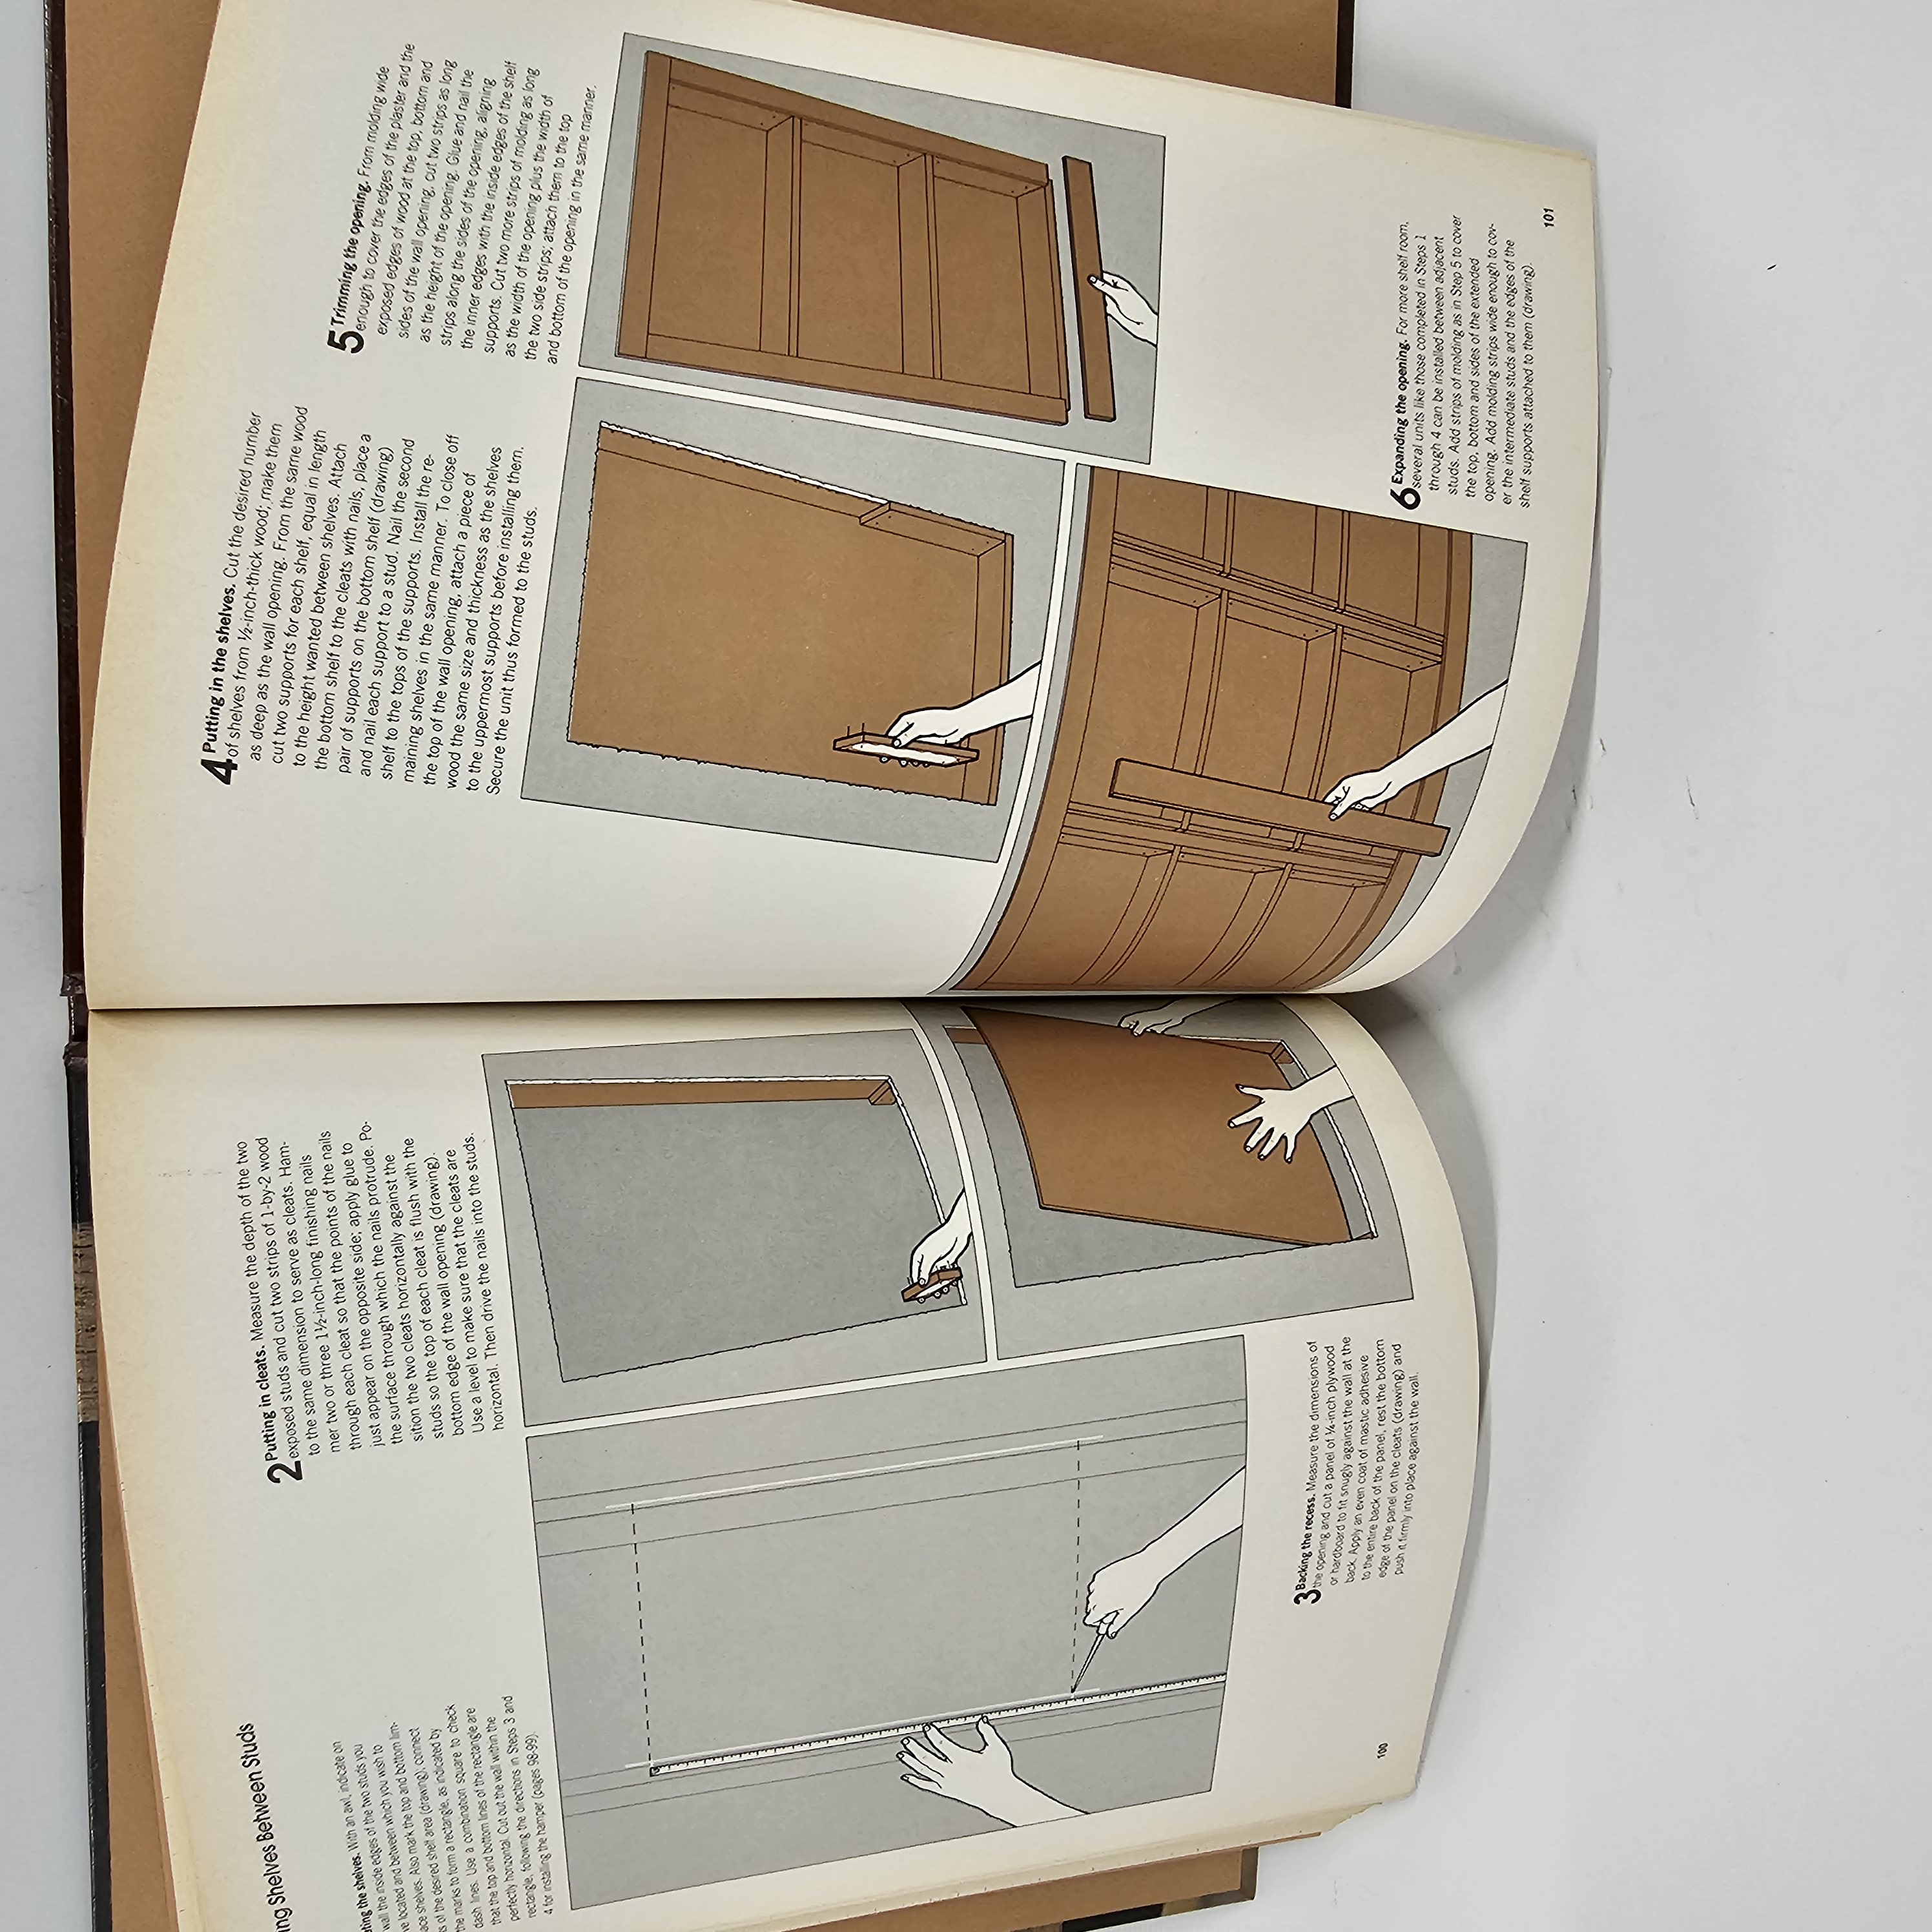 ing Shelves Between Studs
ating the shelves. With an awl, indicate on
wall the inside edges of the two studs you
ve located and between which you wish to
ace shelves. Also mark the top and bottom lim-
s of the desired shelf area (drawing); connect
the marks to form a rectangle, as indicated by
dash lines. Use a combination square to check
that the top and bottom lines of the rectangle are
perfectly horizontal. Cut out the wall within the
rectangle, following the directions in Steps 3 and
4 for installing the hamper (pages 98-99).
2 Putting in cleats. Measure the depth of the two
exposed studs and cut two strips of 1-by-2 wood
to the same dimension to serve as cleats. Ham-
mer two or three 1½-inch-long finishing nails
through each cleat so that the points of the nails
just appear on the opposite side; apply glue to
the surface through which the nails protrude. Po-
sition the two cleats horizontally against the
studs so the top of each cleat is flush with the
bottom edge of the wall opening (drawing).
Use a level to make sure that the cleats are
horizontal. Then drive the nails into the studs.
3 Backing the recess. Measure the dimensions of
the opening and cut a panel of ¼-inch plywood
or hardboard to fit snugly against the wall at the
back. Apply an even coat of mastic adhesive
to the entire back of the panel, rest the bottom
edge of the panel on the cleats (drawing) and
push it firmly into place against the wall.
100
4 Putting in the shelves. Cut the desired number
of shelves from ½-inch-thick wood; make them
as deep as the wall opening. From the same wood
cut two supports for each shelf, equal in length
to the height wanted between shelves. Attach
the bottom shelf to the cleats with nails, place a
pair of supports on the bottom shelf (drawing)
and nail each support to a stud. Nail the second
shelf to the tops of the supports. Install the re-
maining shelves in the same manner. To close off
the top of the wall opening, attach a piece of
wood the same size and thickness as the shelves
to the uppermost supports before installing them.
Secure the unit thus formed to the studs.
5 Trimming the opening. From molding wide
enough to cover the edges of the plaster and the
exposed edges of wood at the top, bottom and
sides of the wall opening, cut two strips as long
as the height of the opening. Glue and nail the
strips along the sides of the opening, aligning
the inner edges with the inside edges of the shelf
supports. Cut two more strips of molding as long
as the width of the opening plus the width of
the two side strips; attach them to the top
and bottom of the opening in the same manner.
6 Expanding the opening. For more shelf room,
several units like those completed in Steps 1
through 4 can be installed between adjacent
studs. Add strips of molding as in Step 5 to cover
the top, bottom and sides of the extended
opening. Add molding strips wide enough to cov-
er the intermediate studs and the edges of the
shelf supports attached to them (drawing).
101